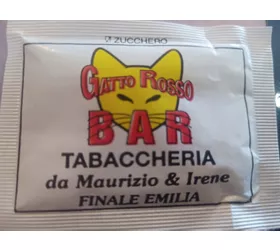 ZUCCHERO
GATTO ROSSO
BAR
TABACCHERIA
da Maurizio & Irene
FINALE EMILIA